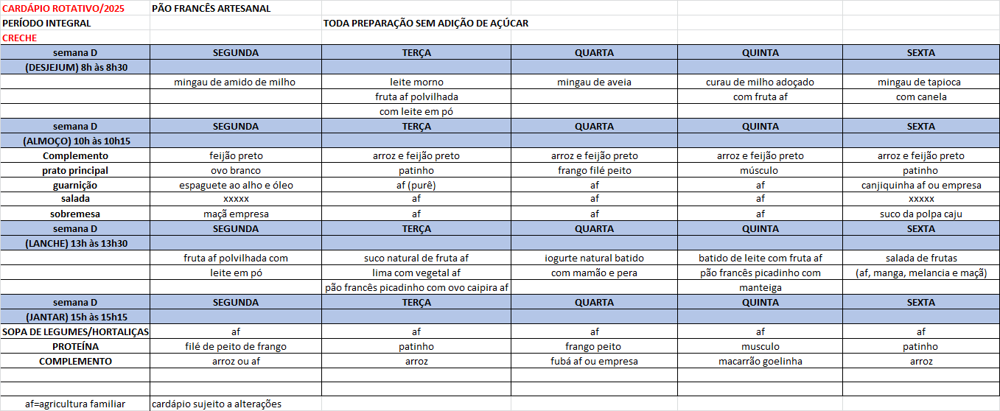 CARDÁPIO ROTATIVO/2025 PÃO FRANCÊS ARTESANAL
PERÍODO INTEGRAL TODA PREPARAÇÃO SEM ADIÇÃO DE AÇÚCAR
CRECHE
semana D SEGUNDA TERÇA QUARTA QUINTA SEXTA
(DESJEJUM) 8h às 8h30
mingau de amido de milho leite morno mingau de aveia curau de milho adoçado mingau de tapioca
fruta af polvilhada com fruta af com canela
com leite em pó
semana D SEGUNDA TERÇA QUARTA QUINTA SEXTA
(ALMOÇO) 10h às 10h15
Complemento feijão preto arroz e feijão preto arroz e feijão preto arroz e feijão preto arroz e feijão preto
prato principal ovo branco patinho frango filé peito músculo patinho
guarnição espaguete ao alho e óleo af (purê) af af canjiquinha af ou empresa
salada xxxxx af af af xxxxx
sobremesa maçã empresa af af af suco da polpa caju
semana D SEGUNDA TERÇA QUARTA QUINTA SEXTA
(LANCHE) 13h às 13h30
fruta af polvilhada com suco natural de fruta af iogurte natural batido batido de leite com fruta af salada de frutas
leite em pó lima com vegetal af com mamão e pera pão francês picadinho com (af, manga, melancia e maçã)
pão francês picadinho com ovo caipira af manteiga
semana D SEGUNDA TERÇA QUARTA QUINTA SEXTA
(JANTAR) 15h às 15h15
SOPA DE LEGUMES/HORTALIÇAS af af af af af
PROTEÍNA filé de peito de frango patinho frango peito musculo patinho
COMPLEMENTO arroz ou af arroz fubá af ou empresa macarrão goelinha arroz
af=agricultura familiar cardápio sujeito a alterações